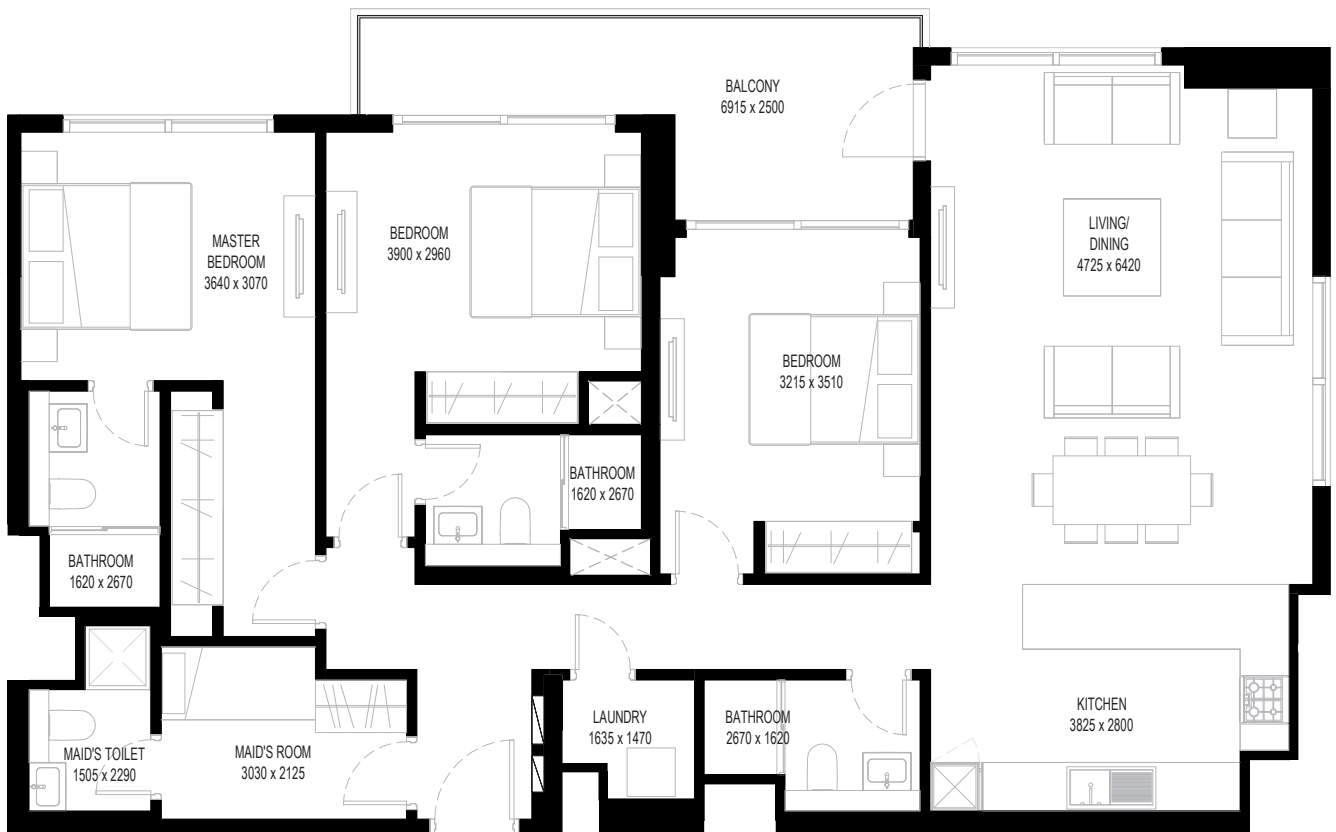 BALCONY
6915 x 2500
MASTER
BEDROOM
3640 x 3070
BEDROOM
3900 x 2960
LIVING/
DINING
4725 x 6420
BEDROOM
3215 x 3510
BATHROOM
1620 x 2670
BATHROOM
1620 x 2670
MAID'S TOILET
1505 x 2290
MAID'S ROOM
3030 x 2125
LAUNDRY
1635 x 1470
BATHROOM
2670 x 1620
KITCHEN
3825 x 2800